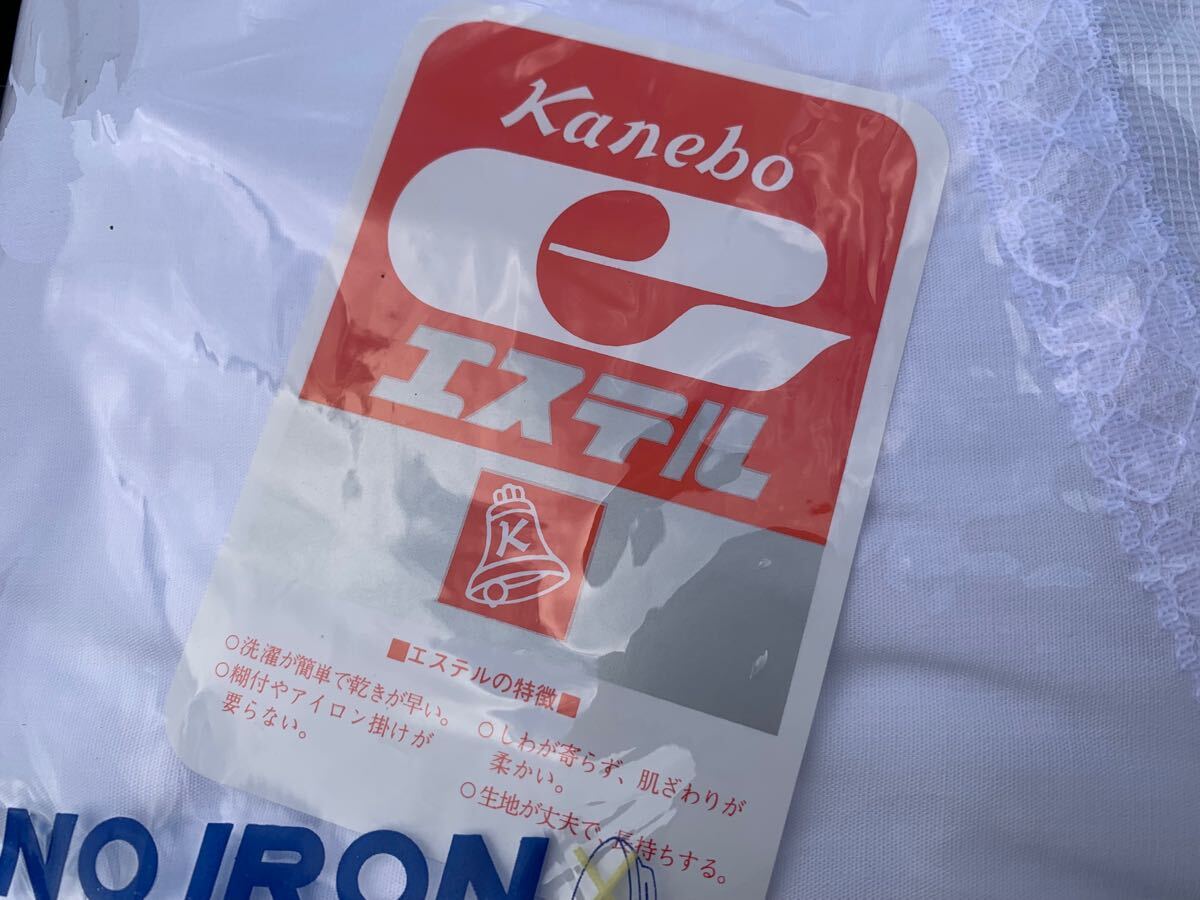 Kanebo
エステル
K
■エステルの特徴■
○洗濯が簡単で乾きが早い。
○糊付やアイロン掛けが
要らない。
○しわが寄らず、肌ざわりが
柔かい。
○生地が丈夫で、長持ちする。
NO IRON